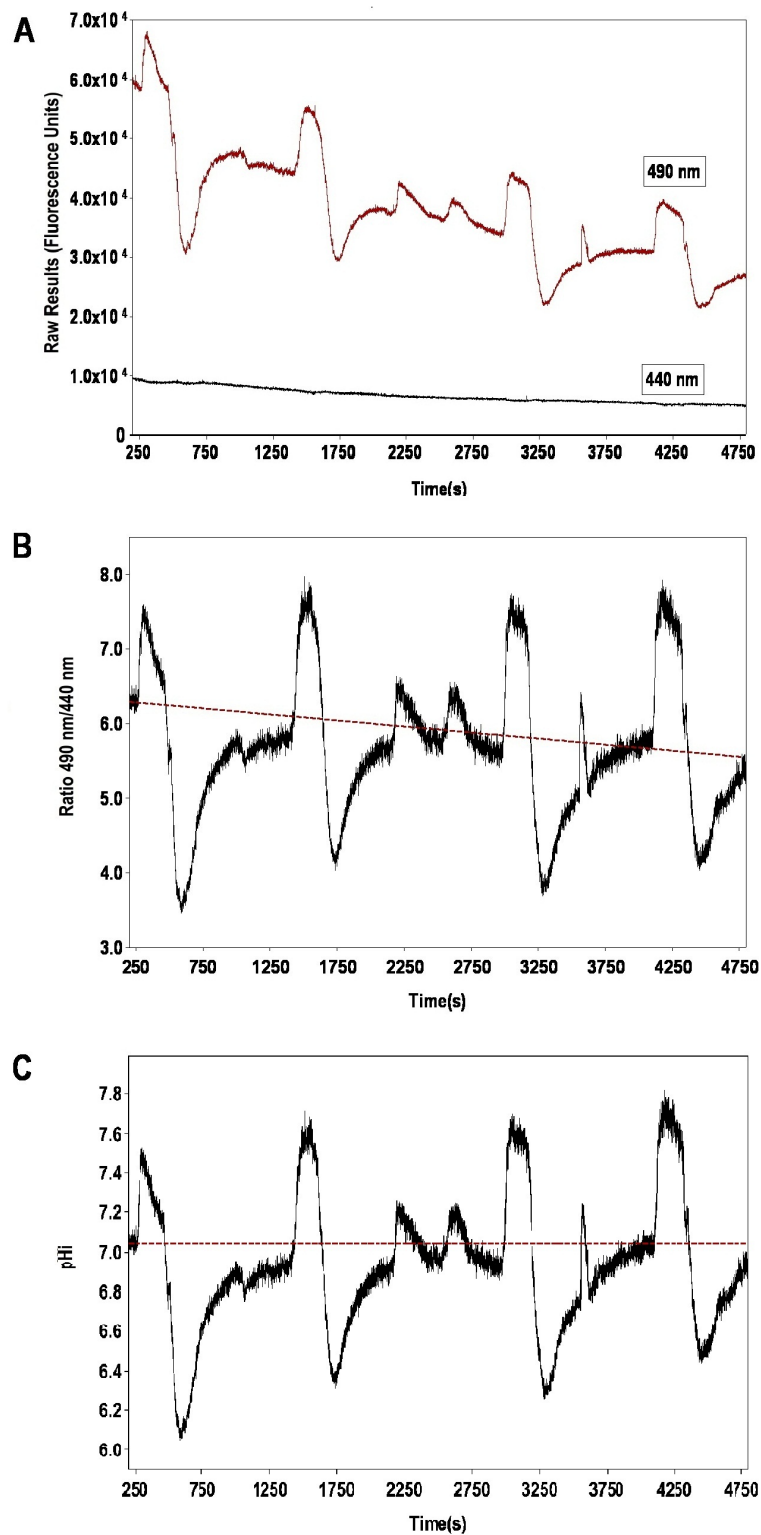 A
7.0x10 4
6.0x10 4
5.0x10 4
4.0x10 4
3.0x10 4
2.0x10 4
1.0x10 4
0
Raw Results (Fluorescence Units)
490 nm
440 nm
250 750 1250 1750 2250 2750 3250 3750 4250 4750
Time(s)
B
8.0
7.0
6.0
5.0
4.0
3.0
Ratio 490 nm/440 nm
250 750 1250 1750 2250 2750 3250 3750 4250 4750
Time(s)
C
7.8
7.6
7.4
7.2
7.0
6.8
6.6
6.4
6.2
6.0
pHi
250 750 1250 1750 2250 2750 3250 3750 4250 4750
Time(s)